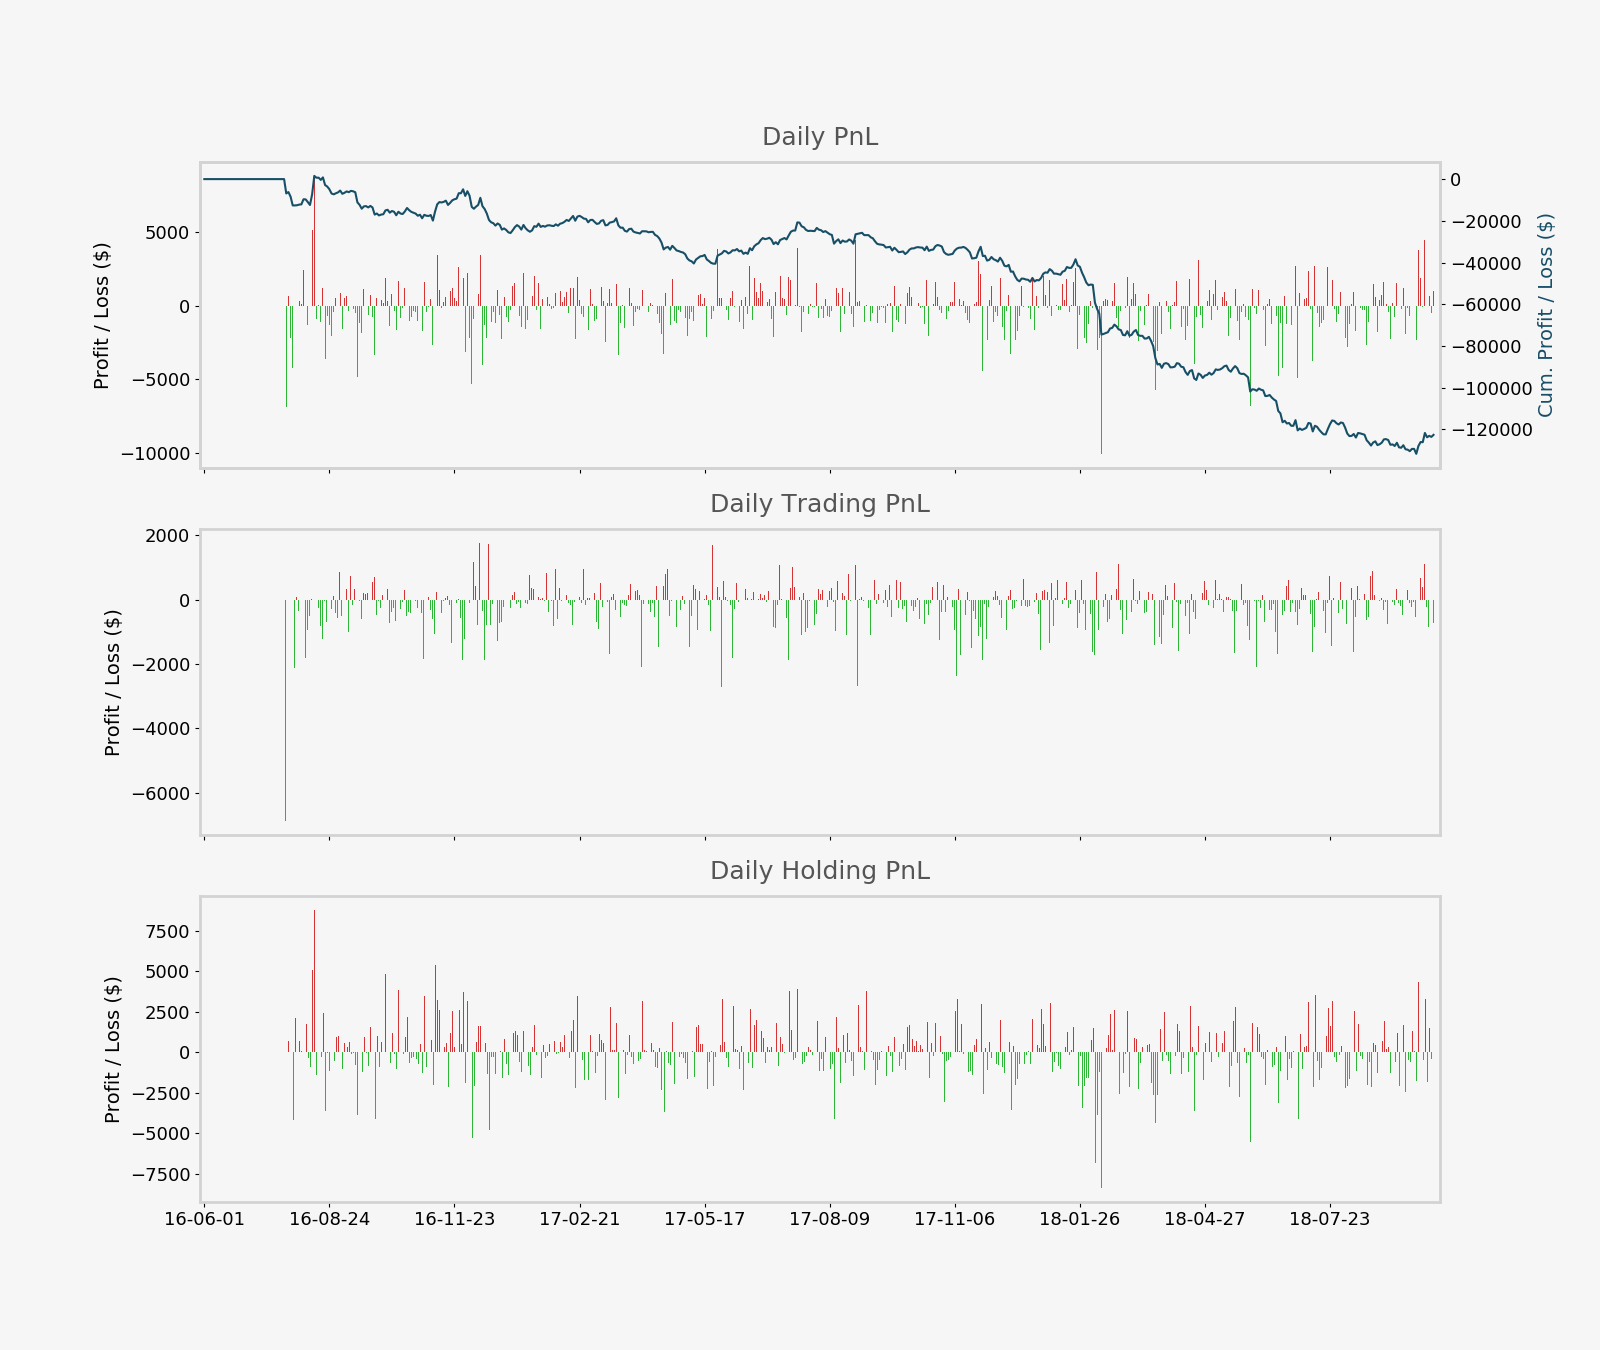 Daily PnL
Profit / Loss ($)
5000
0
−5000
−10000
0
−20000
−40000
−60000
−80000
−100000
−120000
Cum. Profit / Loss ($)
Daily Trading PnL
Profit / Loss ($)
2000
0
−2000
−4000
−6000
Daily Holding PnL
Profit / Loss ($)
7500
5000
2500
0
−2500
−5000
−7500
16-06-01 16-08-24 16-11-23 17-02-21 17-05-17 17-08-09 17-11-06 18-01-26 18-04-27 18-07-23